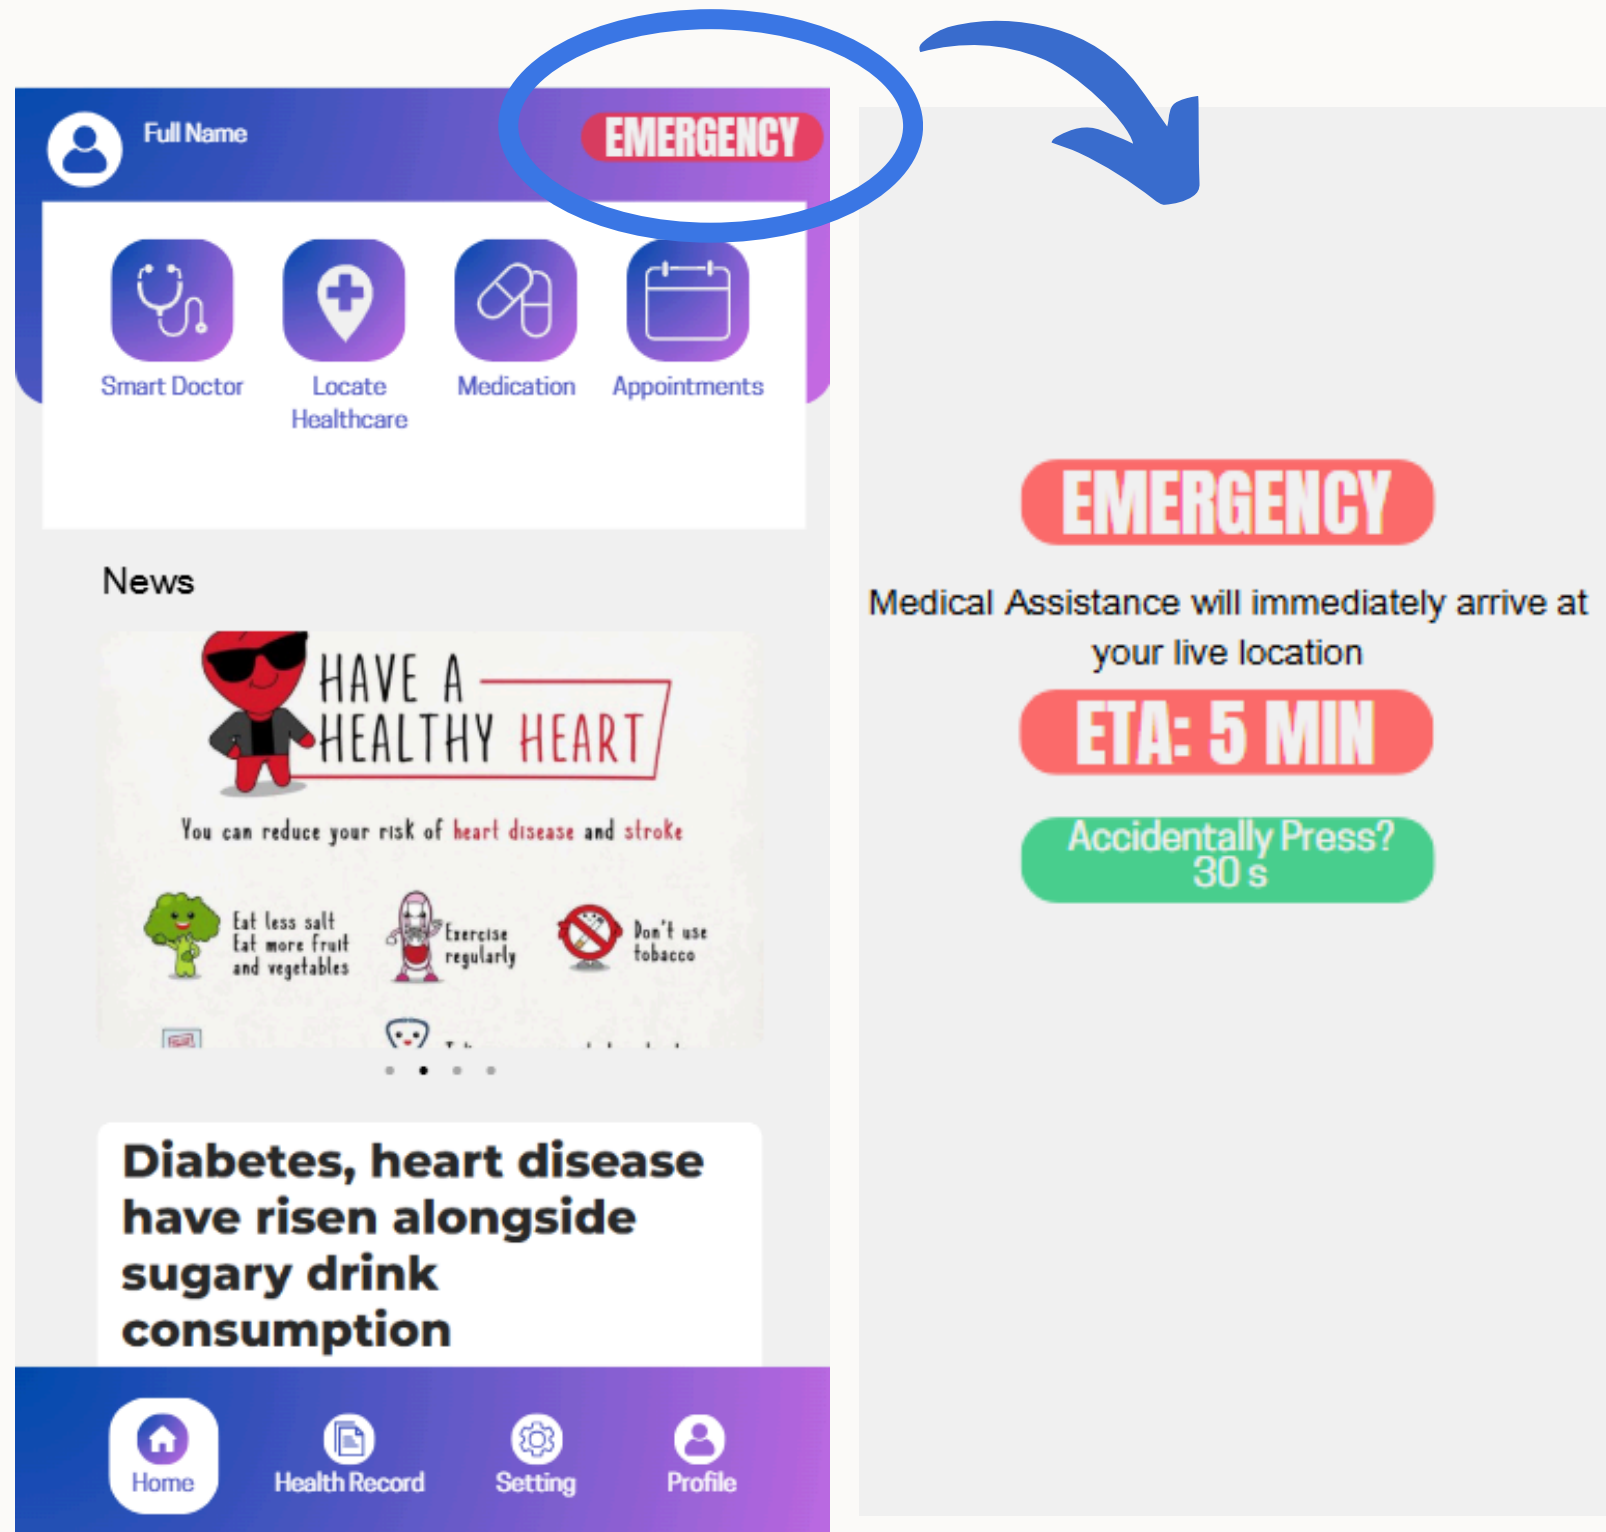 Full Name
EMERGENCY
Smart Doctor
Locate
Healthcare
Medication
Appointments
News
HAVE A
HEALTHY HEART
You can reduce your risk of heart disease and stroke
Eat less salt
Eat more fruit
and vegetables
Exercise
regularly
Don't use
tobacco
Diabetes, heart disease
have risen alongside
sugary drink
consumption
Home
Health Record
Setting
Profile
EMERGENCY
Medical Assistance will immediately arrive at
your live location
ETA: 5 MIN
Accidentally Press?
30 s